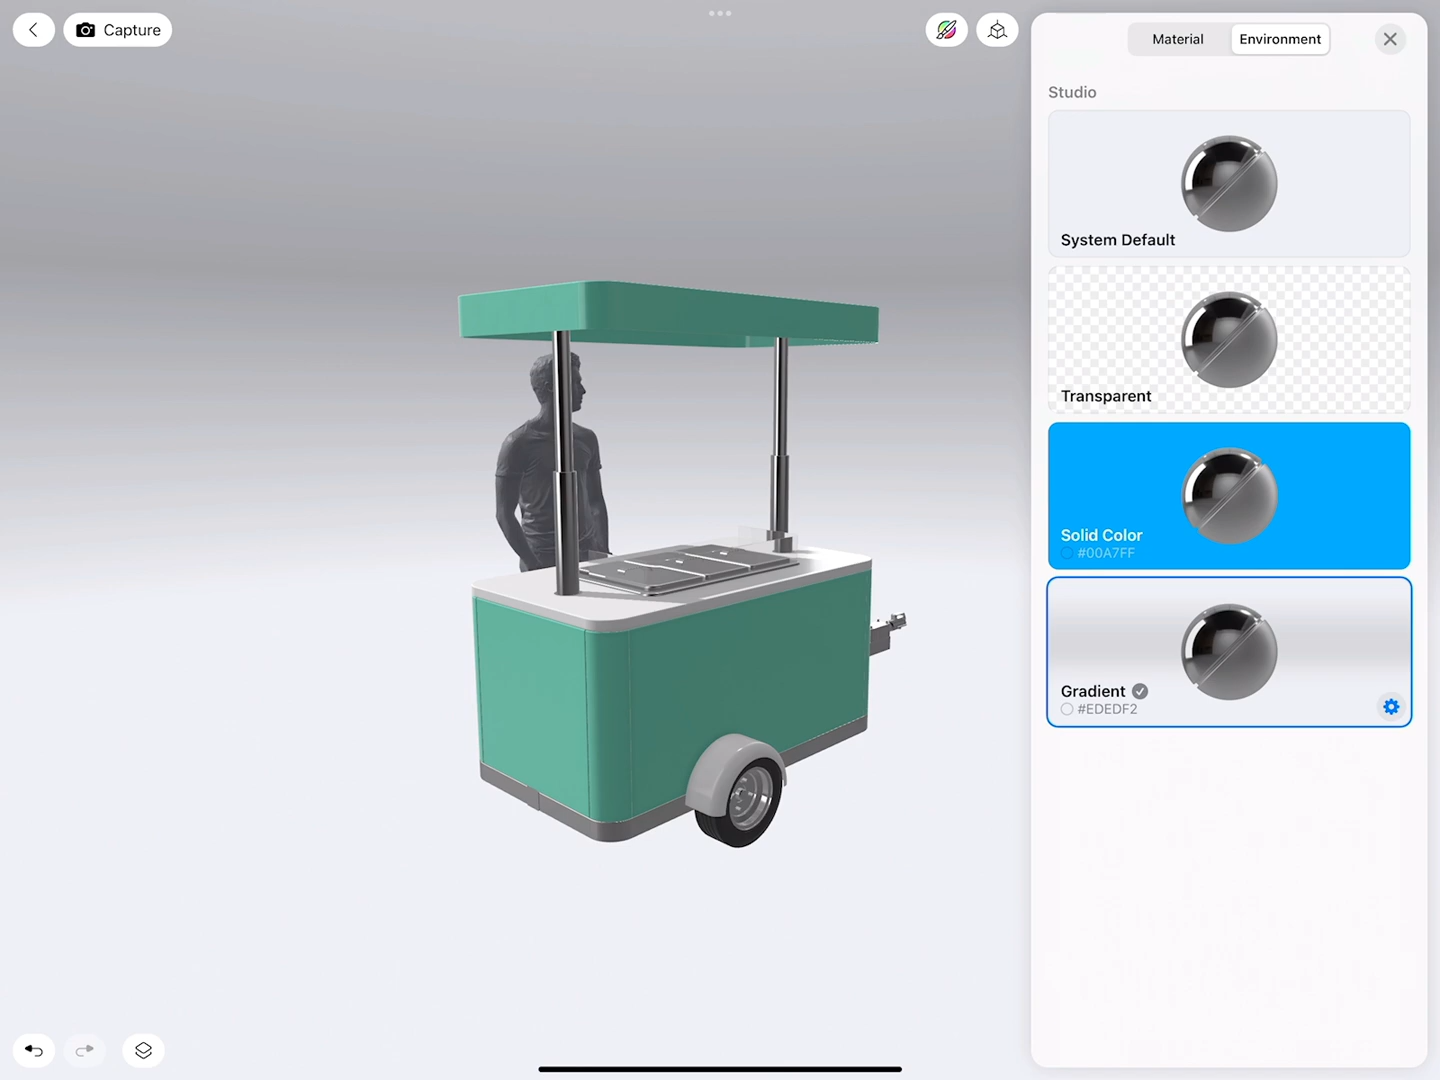 Capture
Material
Environment
Studio
System Default
Transparent
Solid Color
#00A7FF
Gradient
#EDEDF2